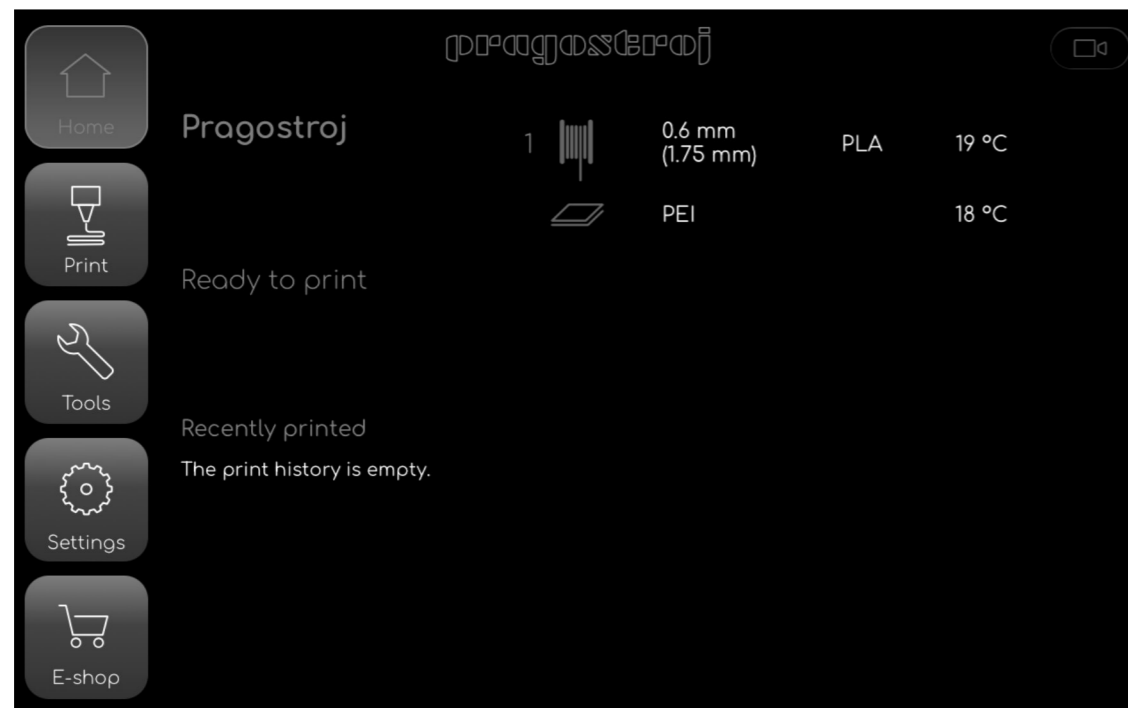 pragostroj
Home
Pragostroj
1
0.6 mm
(1.75 mm)
PLA
19 °C
Print
PEI
18 °C
Ready to print
Tools
Recently printed
The print history is empty.
Settings
E-shop